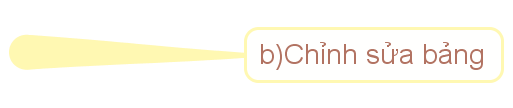 b)Chỉnh sửa bảng